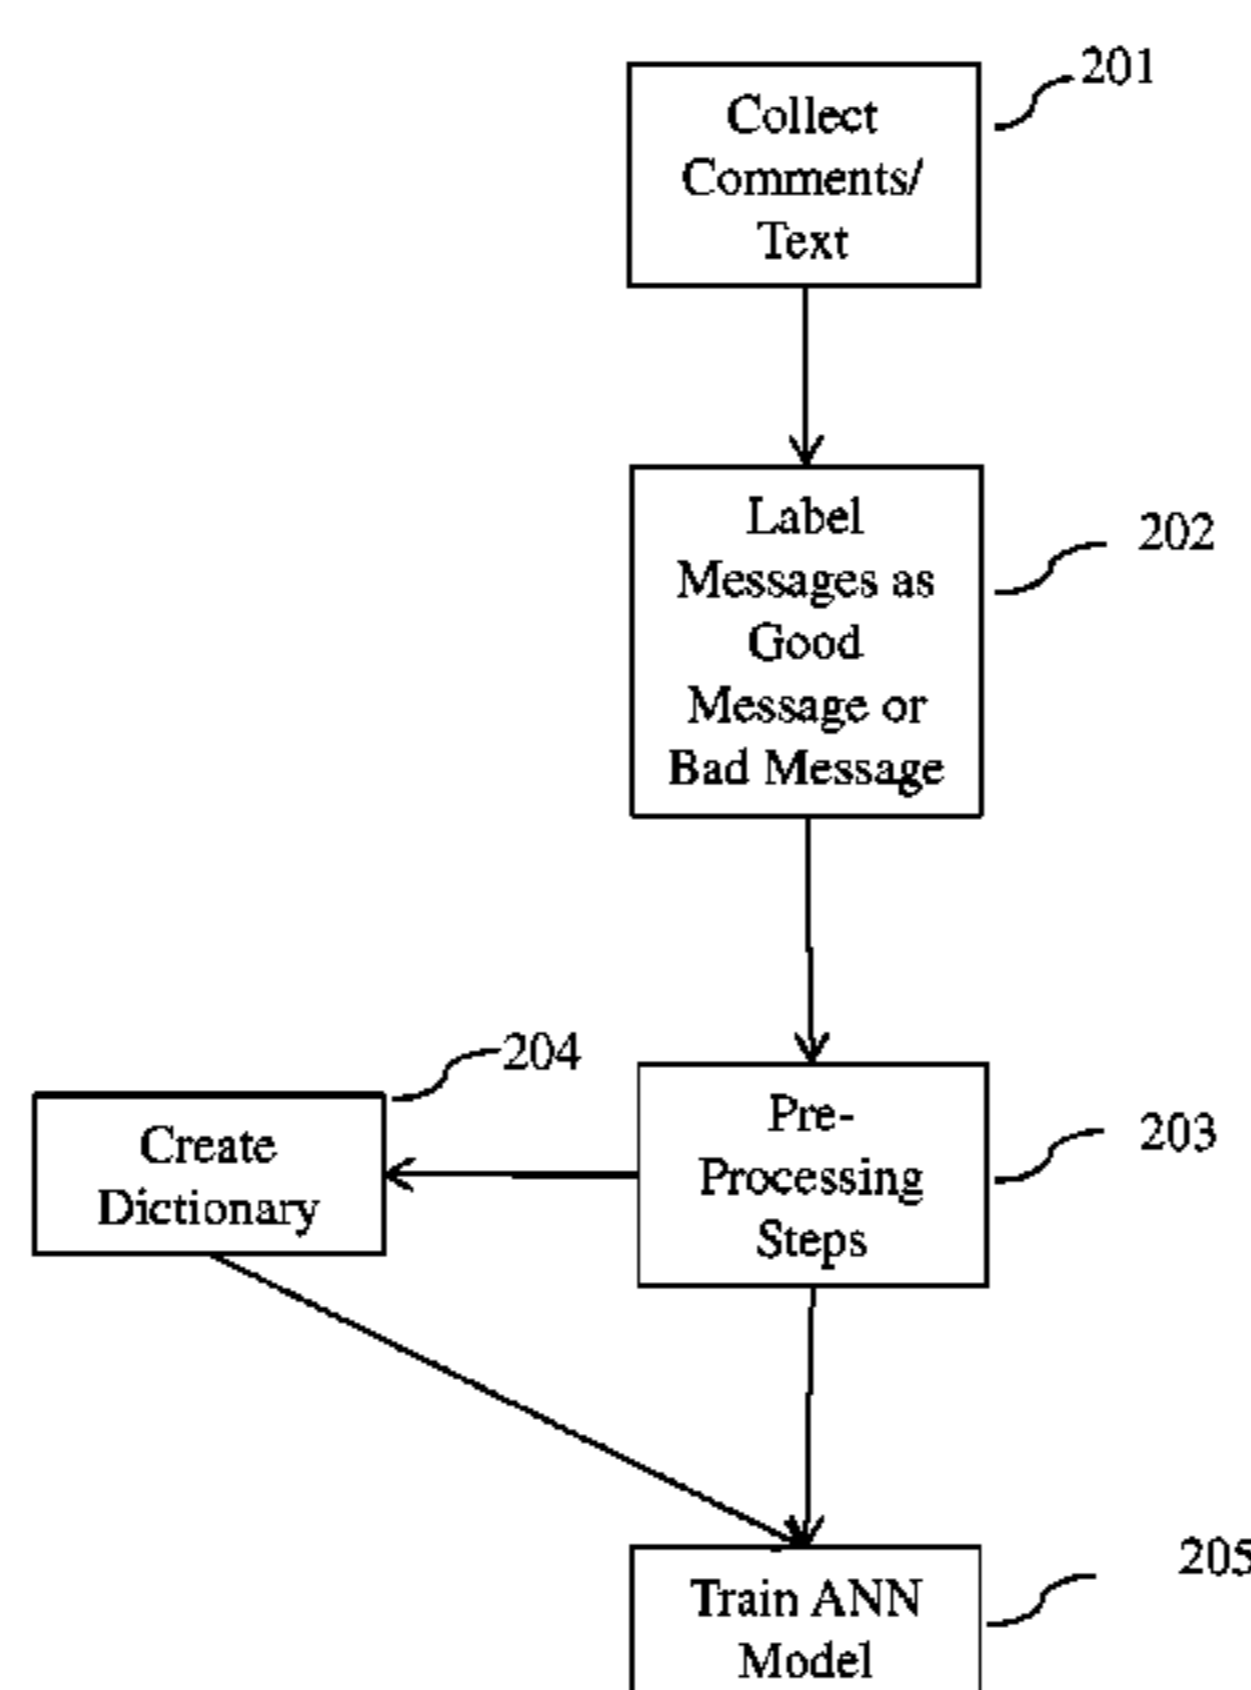 201
Collect
Comments/
Text
202
Label
Messages as
Good
Message or
Bad Message
204
Create
Dictionary
203
Pre-
Processing
Steps
205
Train ANN
Model